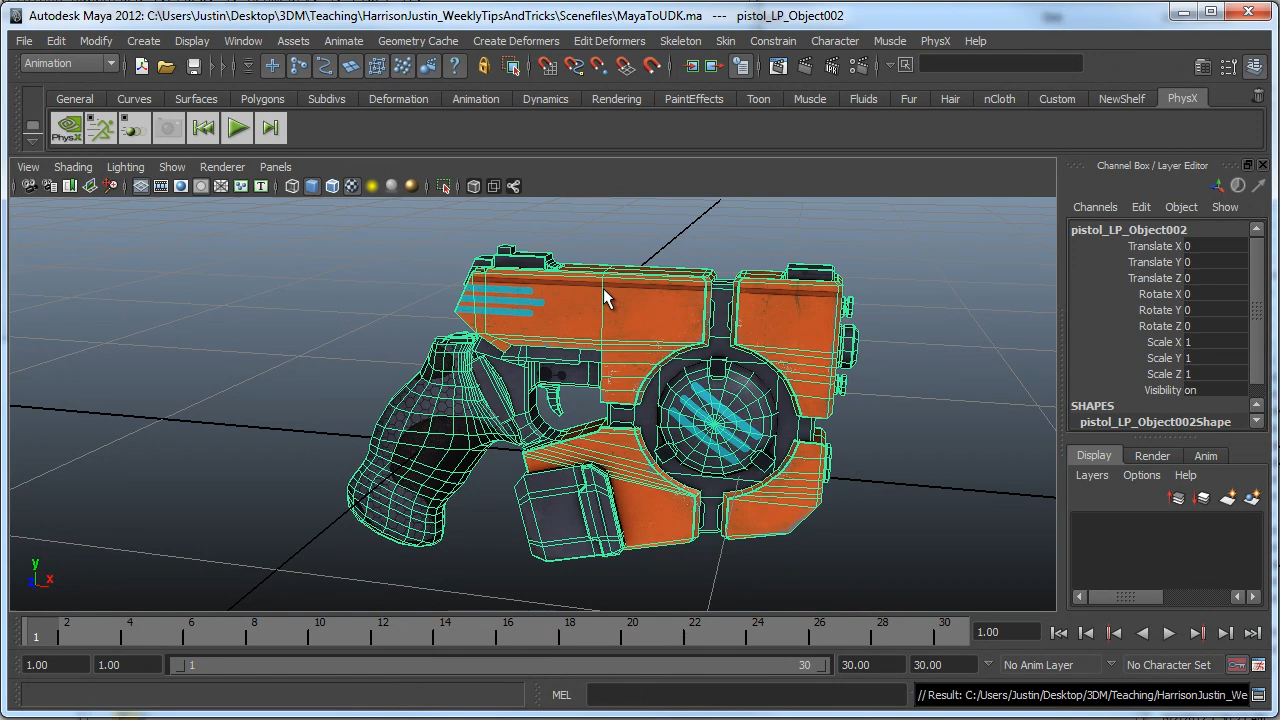 Autodesk Maya 2012: C:\Users\Justin\Desktop\3DM\Teaching\HarrisonJustin_WeeklyTipsAndTricks\Scenefiles\MayaToUDK.ma --- pistol_LP_Object002
File Edit Modify Create Display Window Assets Animate Geometry Cache Create Deformers Edit Deformers Skeleton Skin Constrain Character Muscle PhysX Help
Animation
General Curves Surfaces Polygons Subdivs Deformation Animation Dynamics Rendering PaintEffects Toon Muscle Fluids Fur Hair nCloth Custom NewShelf PhysX
PhysX
View Shading Lighting Show Renderer Panels
Channel Box / Layer Editor
Channels Edit Object Show
pistol_LP_Object002
Translate X 0
Translate Y 0
Translate Z 0
Rotate X 0
Rotate Y 0
Rotate Z 0
Scale X 1
Scale Y 1
Scale Z 1
Visibility on
SHAPES
pistol_LP_Object002Shape
Display Render Anim
Layers Options Help
y
z x
1 2 4 6 8 10 12 14 16 18 20 22 24 26 28 30 1.00
1.00 1.00 1 30 30.00 30.00 No Anim Layer No Character Set
MEL // Result: C:/Users/Justin/Desktop/3DM/Teaching/HarrisonJustin_We